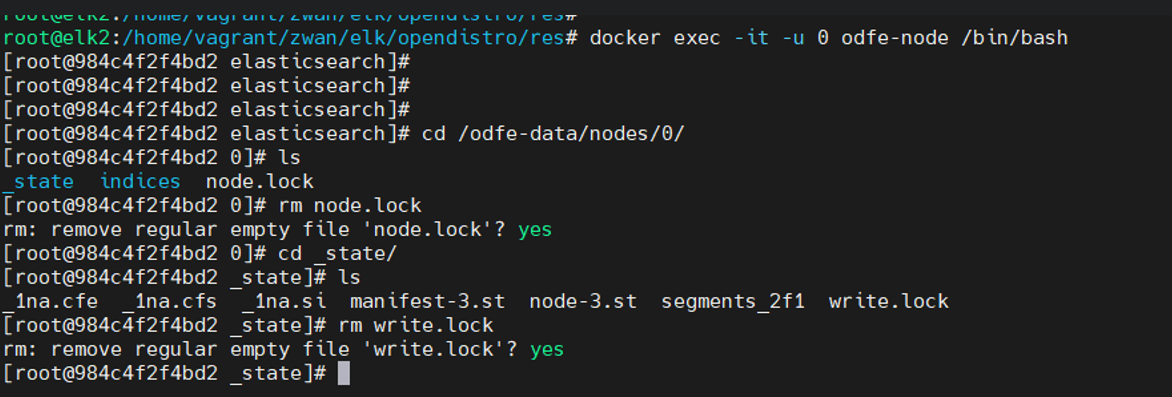 root@elk2:/home/vagrant/zwan/elk/opendistro/res#
root@elk2:/home/vagrant/zwan/elk/opendistro/res# docker exec -it -u 0 odfe-node /bin/bash
[root@984c4f2f4bd2 elasticsearch]#
[root@984c4f2f4bd2 elasticsearch]#
[root@984c4f2f4bd2 elasticsearch]#
[root@984c4f2f4bd2 elasticsearch]# cd /odfe-data/nodes/0/
[root@984c4f2f4bd2 0]# ls
_state  indices  node.lock
[root@984c4f2f4bd2 0]# rm node.lock
rm: remove regular empty file 'node.lock'? yes
[root@984c4f2f4bd2 0]# cd _state/
[root@984c4f2f4bd2 _state]# ls
_1na.cfe  _1na.cfs  _1na.si  manifest-3.st  node-3.st  segments_2f1  write.lock
[root@984c4f2f4bd2 _state]# rm write.lock
rm: remove regular empty file 'write.lock'? yes
[root@984c4f2f4bd2 _state]#